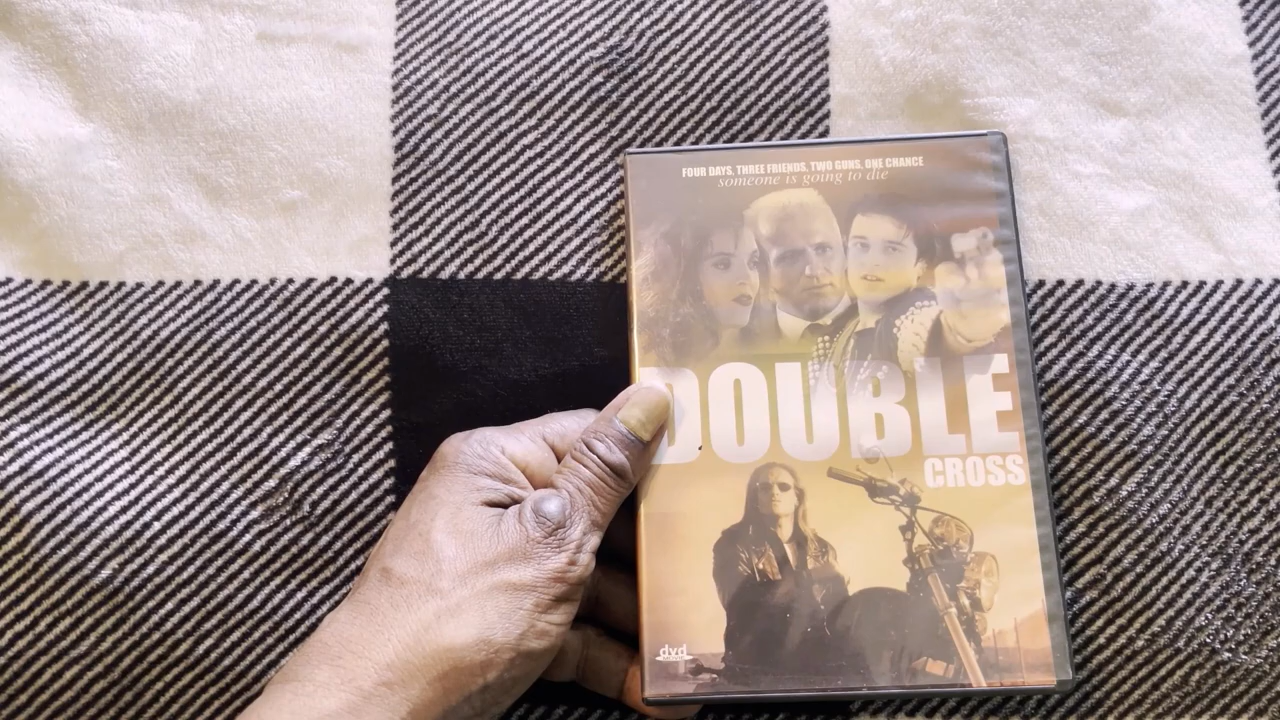 FOUR DAYS, THREE FRIENDS, TWO GUNS, ONE CHANCE
someone is going to die
DOUBLE
CROSS
dvd